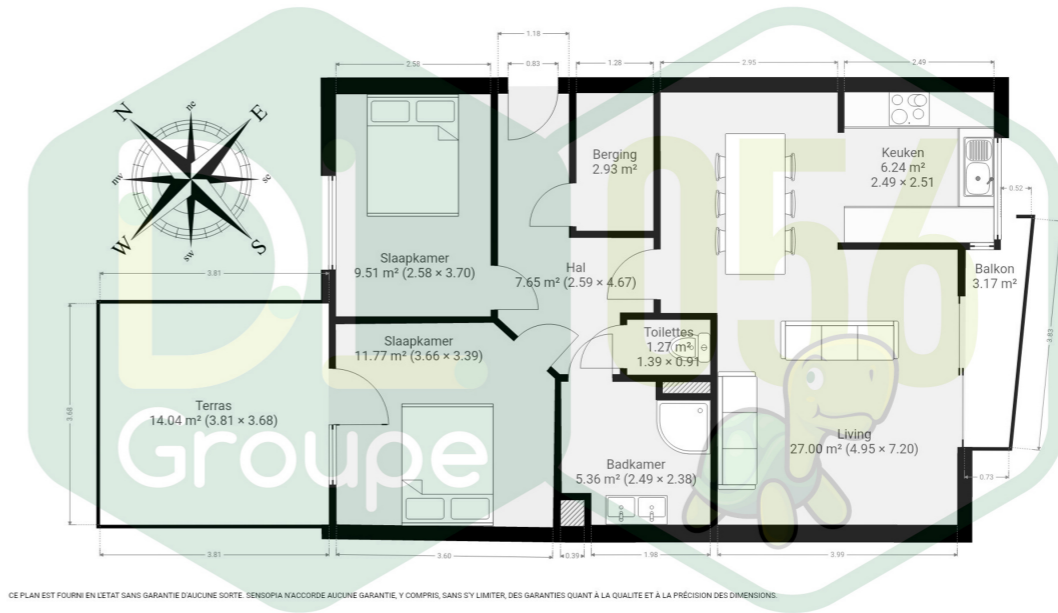 1.18
2.58
0.83
1.28
2.95
2.49
N
ne
E
nw
se
W
sw
S
Berging
2.93 m²
Keuken
6.24 m²
2.49 × 2.51
0.52
Slaapkamer
9.51 m² (2.58 × 3.70)
Hal
7.65 m² (2.59 × 4.67)
Balkon
3.17 m²
3.81
Slaapkamer
11.77 m² (3.66 × 3.39)
Toilettes
1.27 m²
1.39 × 0.91
3.83
3.68
Terras
14.04 m² (3.81 × 3.68)
Living
27.00 m² (4.95 × 7.20)
Badkamer
5.36 m² (2.49 × 2.38)
0.73
3.81
3.60
0.39
1.98
3.99
DL
Groupe
056
CE PLAN EST FOURNI EN L'ETAT SANS GARANTIE D'AUCUNE SORTE. SENSOPIA N'ACCORDE AUCUNE GARANTIE, Y COMPRIS, SANS S'Y LIMITER, DES GARANTIES QUANT À LA QUALITE ET À LA PRÉCISION DES DIMENSIONS.